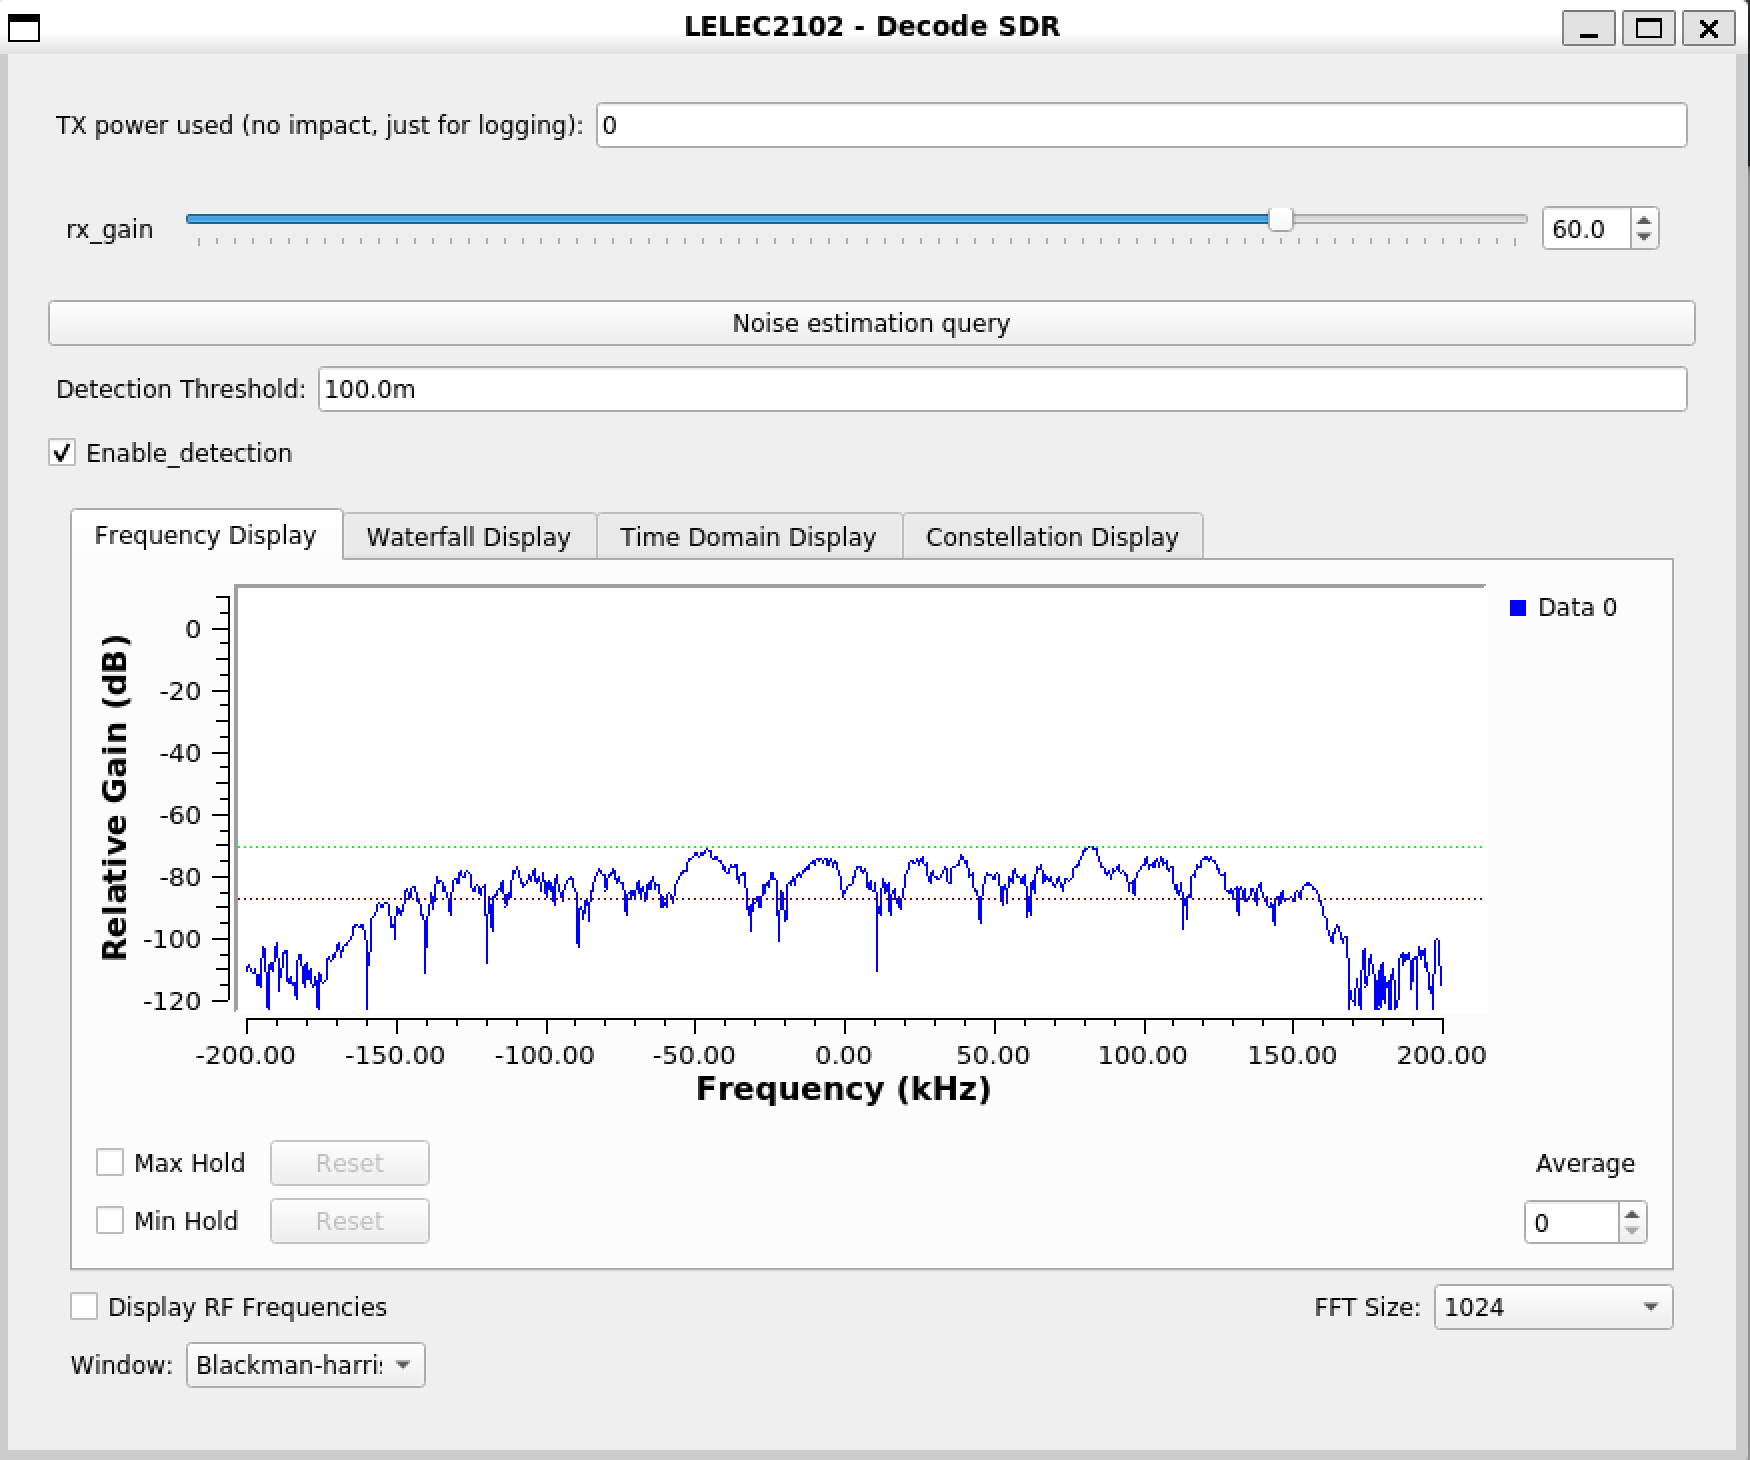 LELEC2102 - Decode SDR
TX power used (no impact, just for logging): 0
rx_gain 60.0
Noise estimation query
Detection Threshold: 100.0m
Enable_detection
Frequency Display Waterfall Display Time Domain Display Constellation Display
Data 0
Relative Gain (dB)
0
-20
-40
-60
-80
-100
-120
-200.00 -150.00 -100.00 -50.00 0.00 50.00 100.00 150.00 200.00
Frequency (kHz)
Max Hold Reset Average
Min Hold Reset 0
Display RF Frequencies FFT Size: 1024
Window: Blackman-harri